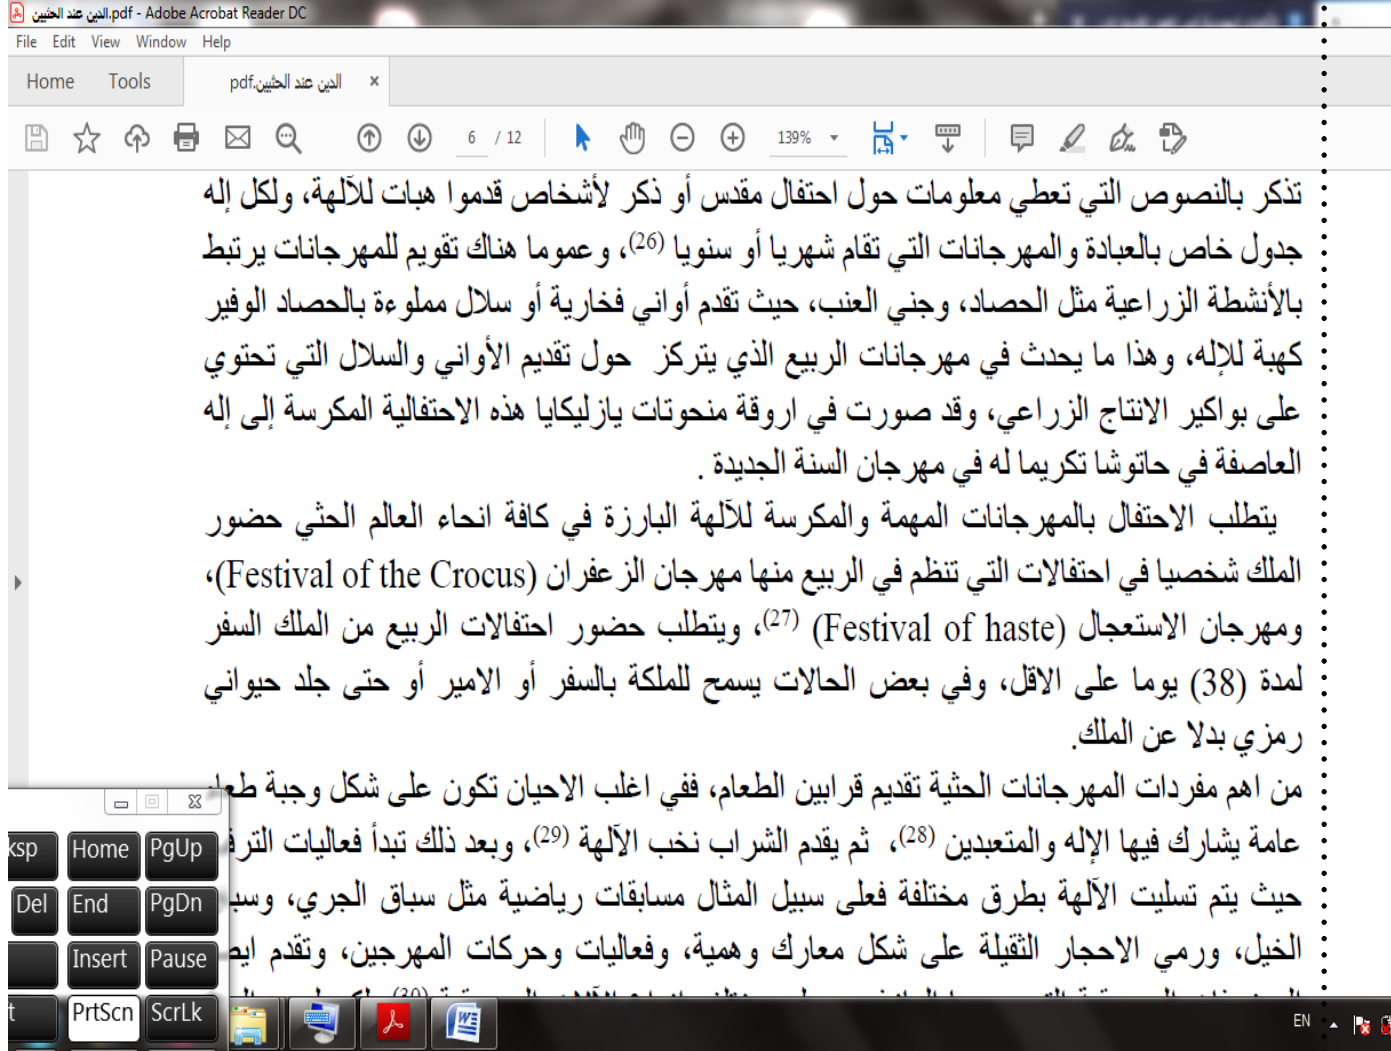 الدين عند الحثيين.pdf - Adobe Acrobat Reader DC
File Edit View Window Help
Home Tools الدين عند الحثيين.pdf ×
6 / 12 139%
تذكر بالنصوص التي تعطي معلومات حول احتفال مقدس أو ذكر لأشخاص قدموا هبات للآلهة، ولكل إله
جدول خاص بالعبادة والمهرجانات التي تقام شهريا أو سنويا (26)، وعموما هناك تقويم للمهرجانات يرتبط
بالأنشطة الزراعية مثل الحصاد، وجني العنب، حيث تقدم أواني فخارية أو سلال مملوءة بالحصاد الوفير
كهبة للإله، وهذا ما يحدث في مهرجانات الربيع الذي يتركز حول تقديم الأواني والسلال التي تحتوي
على بواكير الانتاج الزراعي، وقد صورت في اروقة منحوتات يازليكايا هذه الاحتفالية المكرسة إلى إله
العاصفة في حاتوشا تكريما له في مهرجان السنة الجديدة .
يتطلب الاحتفال بالمهرجانات المهمة والمكرسة للآلهة البارزة في كافة انحاء العالم الحثي حضور
الملك شخصيا في احتفالات التي تنظم في الربيع منها مهرجان الزعفران (Festival of the Crocus)،
ومهرجان الاستعجال (Festival of haste) (27)، ويتطلب حضور احتفالات الربيع من الملك السفر
لمدة (38) يوما على الاقل، وفي بعض الحالات يسمح للملكة بالسفر أو الامير أو حتى جلد حيواني
رمزي بدلا عن الملك.
من اهم مفردات المهرجانات الحثية تقديم قرابين الطعام، ففي اغلب الاحيان تكون على شكل وجبة طعام
عامة يشارك فيها الإله والمتعبدين (28)، ثم يقدم الشراب نخب الآلهة (29)، وبعد ذلك تبدأ فعاليات
حيث يتم تسليت الآلهة بطرق مختلفة فعلى سبيل المثال مسابقات رياضية مثل سباق الجري،
الخيل، ورمي الاحجار الثقيلة على شكل معارك وهمية، وفعاليات وحركات المهرجين، وتقدم
ksp Home PgUp
Del End PgDn
Insert Pause
t PrtScn ScrLk
EN